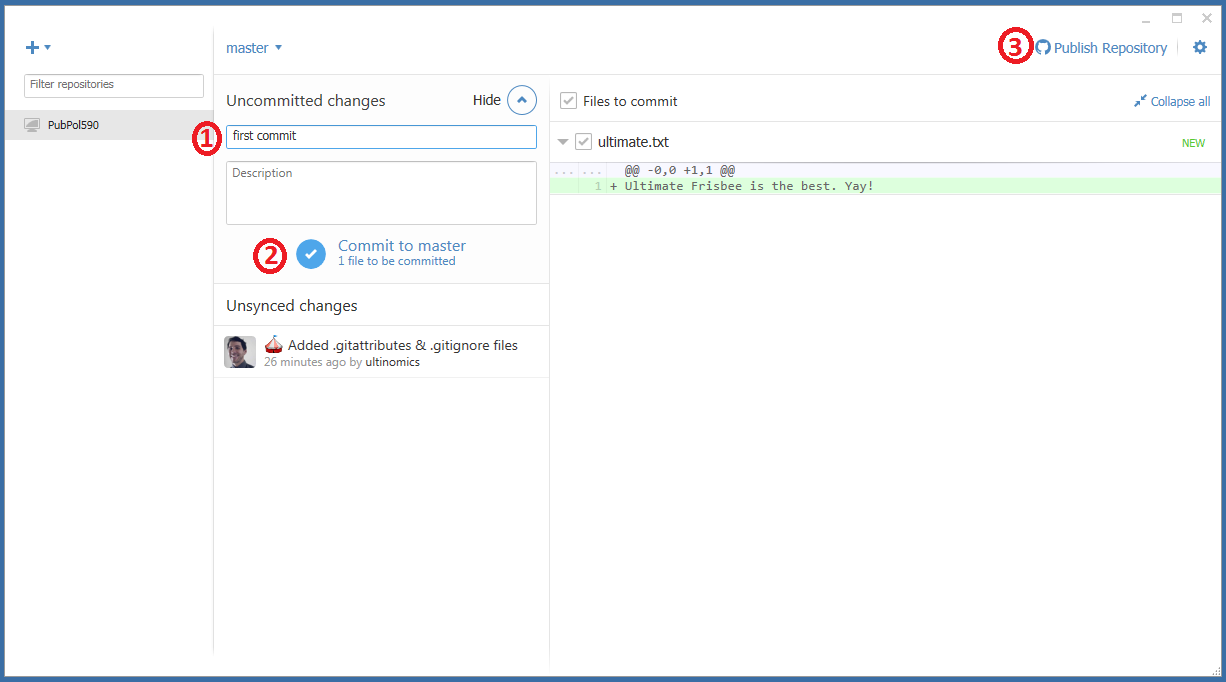 master
3 Publish Repository
Filter repositories
PubPol590
Uncommitted changes
Hide
1 first commit
Description
2 Commit to master
1 file to be committed
Unsynced changes
Added .gitattributes & .gitignore files
26 minutes ago by ultinomics
Files to commit
Collapse all
ultimate.txt
NEW
... ... @@ -0,0 +1,1 @@
1 + Ultimate Frisbee is the best. Yay!